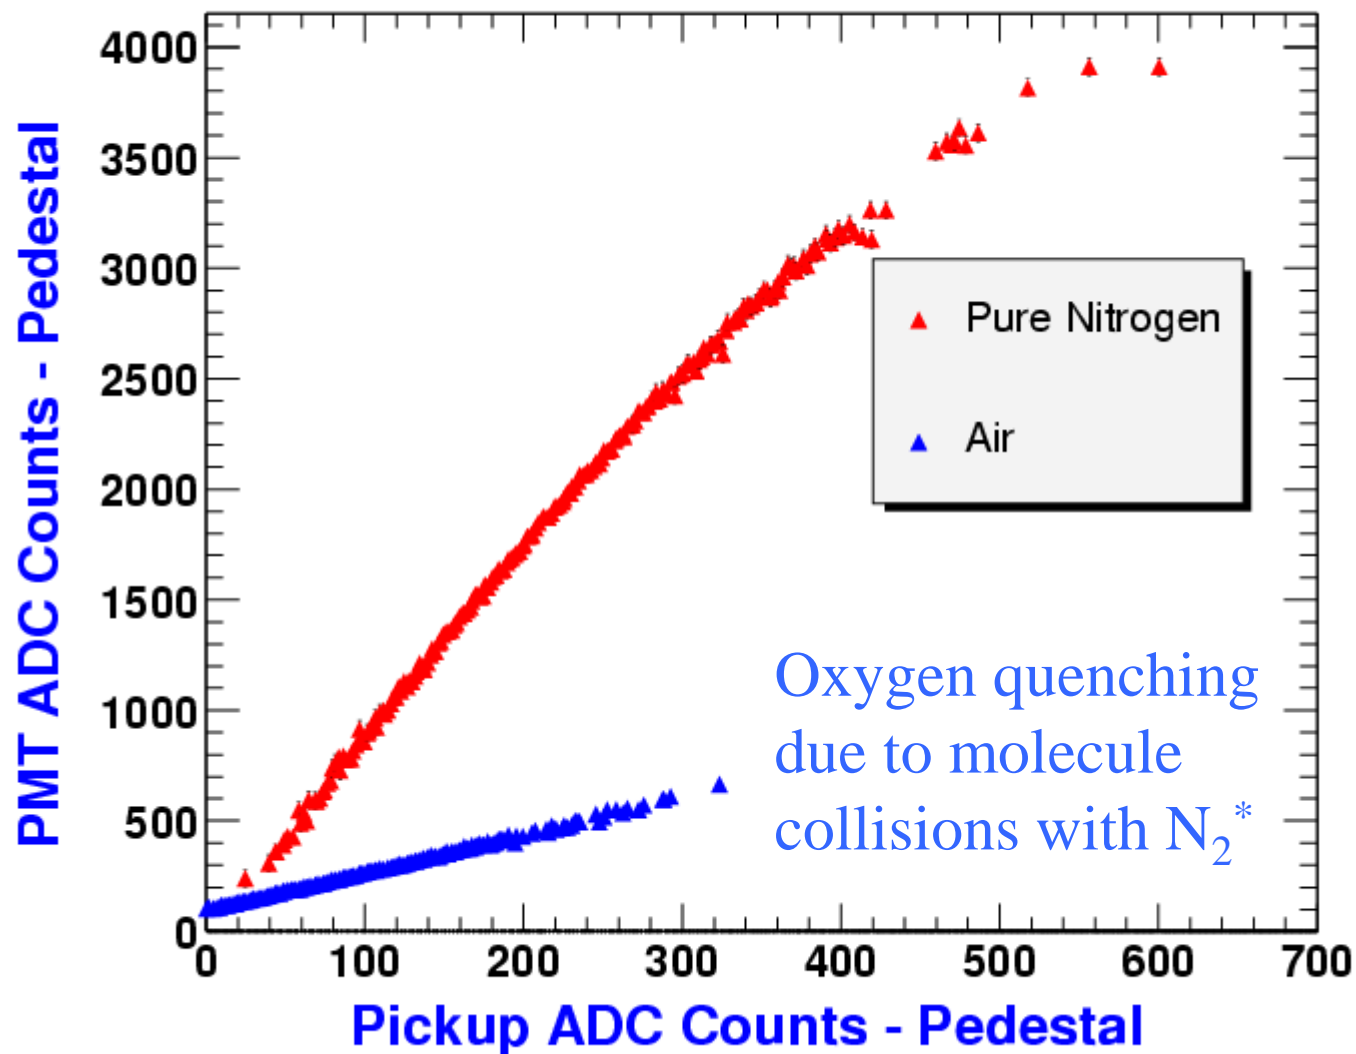 PMT ADC Counts - Pedestal
4000
3500
3000
2500
2000
1500
1000
500
0
Pure Nitrogen
Air
Oxygen quenching
due to molecule
collisions with N₂*
0 100 200 300 400 500 600 700
Pickup ADC Counts - Pedestal